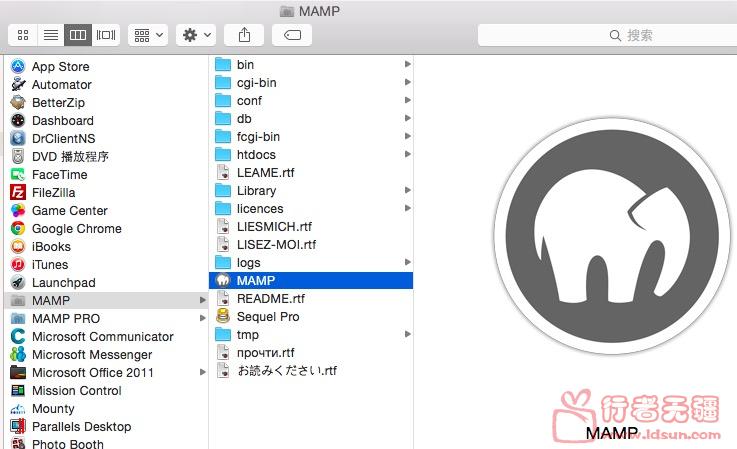 MAMP
搜索
App Store
Automator
BetterZip
Dashboard
DrClientNS
DVD 播放程序
FaceTime
FileZilla
Game Center
Google Chrome
iBooks
iTunes
Launchpad
MAMP
MAMP PRO
Microsoft Communicator
Microsoft Messenger
Microsoft Office 2011
Mission Control
Mounty
Parallels Desktop
Photo Booth
bin
cgi-bin
conf
db
fcgi-bin
htdocs
LEAME.rtf
Library
licences
LIESMICH.rtf
LISEZ-MOI.rtf
logs
MAMP
README.rtf
Sequel Pro
tmp
прочти.rtf
お読みください.rtf
行者无疆
MAMP
www.ldsun.com